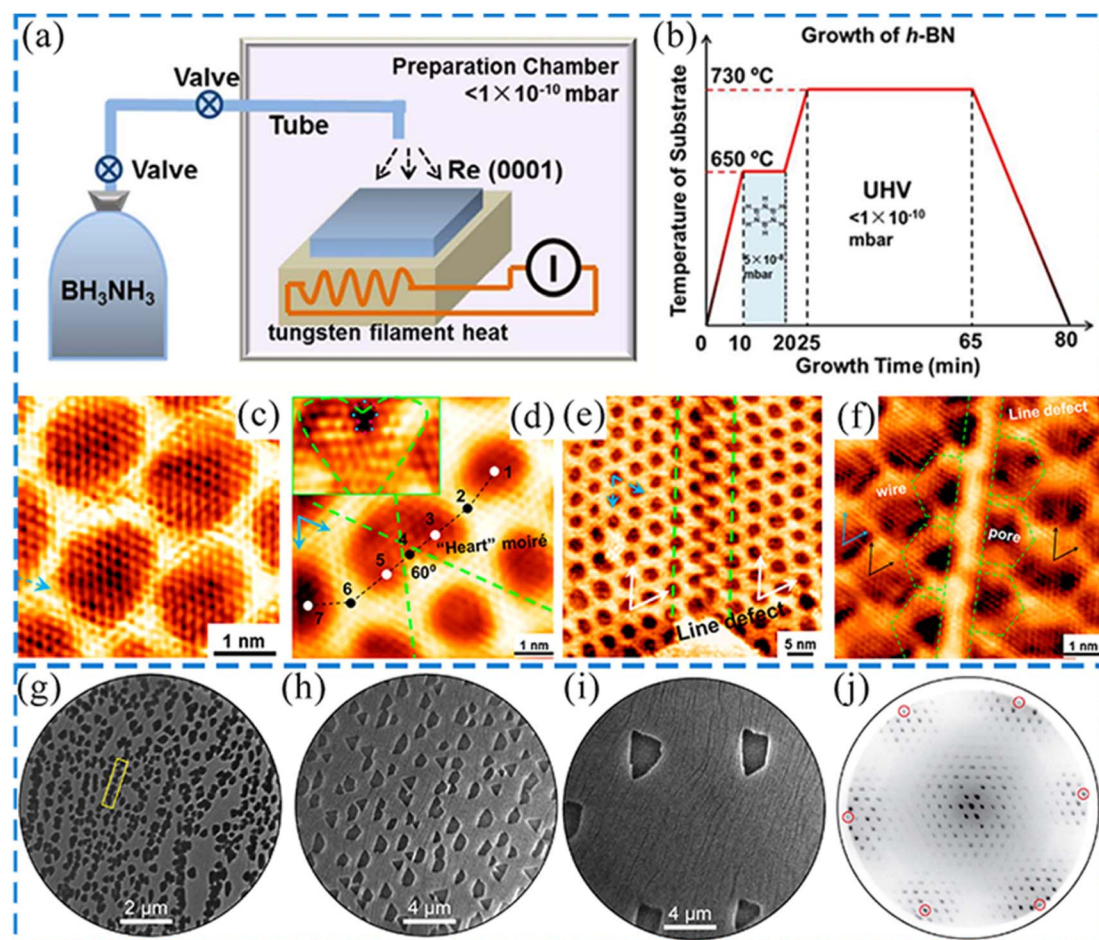 (a)
Valve
Valve
Tube
Preparation Chamber
<1×10⁻¹⁰ mbar
Re (0001)
BH₃NH₃
I
tungsten filament heat
(b)
Growth of h-BN
Temperature of Substrate
730 °C
650 °C
UHV
<1×10⁻¹⁰
mbar
mbar
0 10 20 25 65 80
Growth Time (min)
(c)
1 nm
(d)
1
2
3
4
5
6
7
"Heart" moiré
60º
1 nm
(e)
Line defect
5 nm
(f)
Line defect
wire
pore
1 nm
(g)
2 μm
(h)
4 μm
(i)
4 μm
(j)